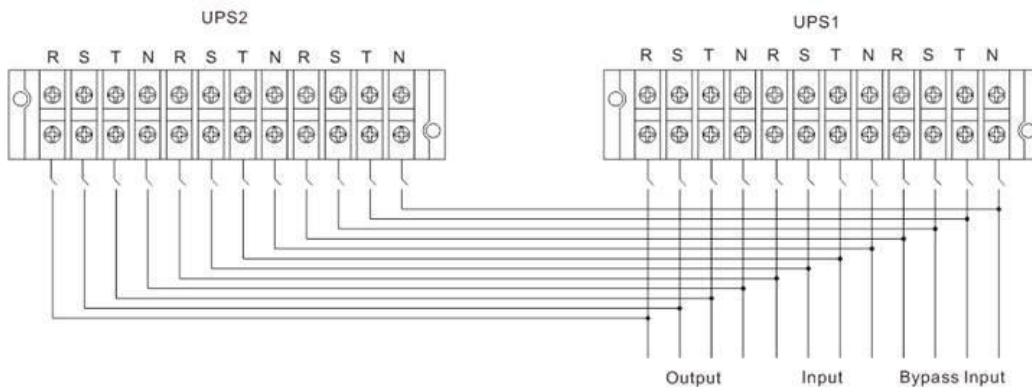 UPS2
UPS1
R S T N R S T N R S T N
R S T N R S T N R S T N
Output Input Bypass Input